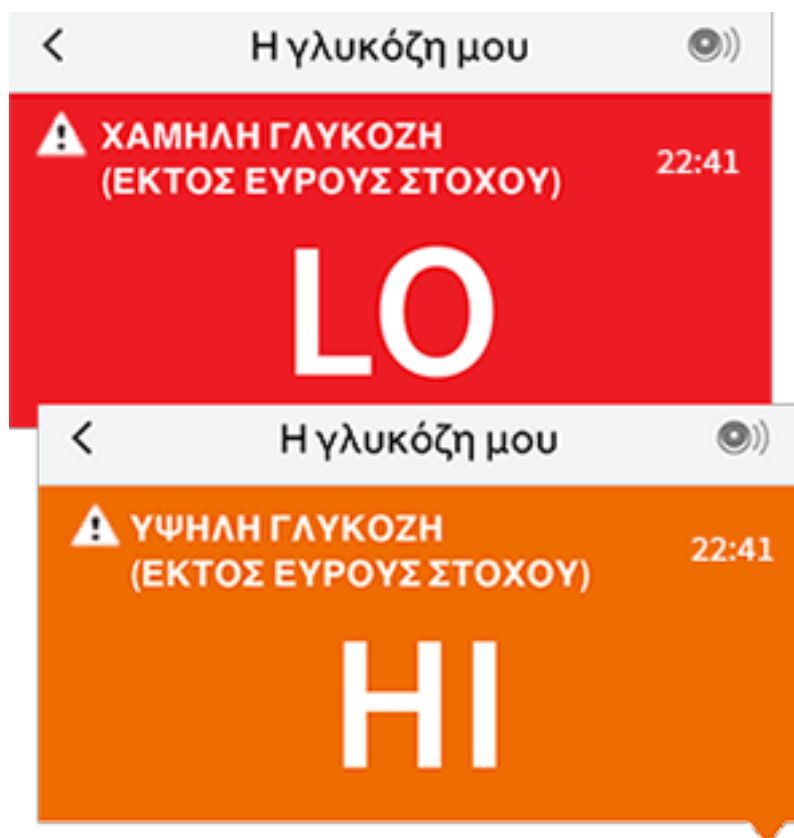 Η γλυκόζη μου
ΧΑΜΗΛΗ ΓΛΥΚΟΖΗ
(ΕΚΤΟΣ ΕΥΡΟΥΣ ΣΤΟΧΟΥ)
22:41
LO
Η γλυκόζη μου
ΥΨΗΛΗ ΓΛΥΚΟΖΗ
(ΕΚΤΟΣ ΕΥΡΟΥΣ ΣΤΟΧΟΥ)
22:41
HI